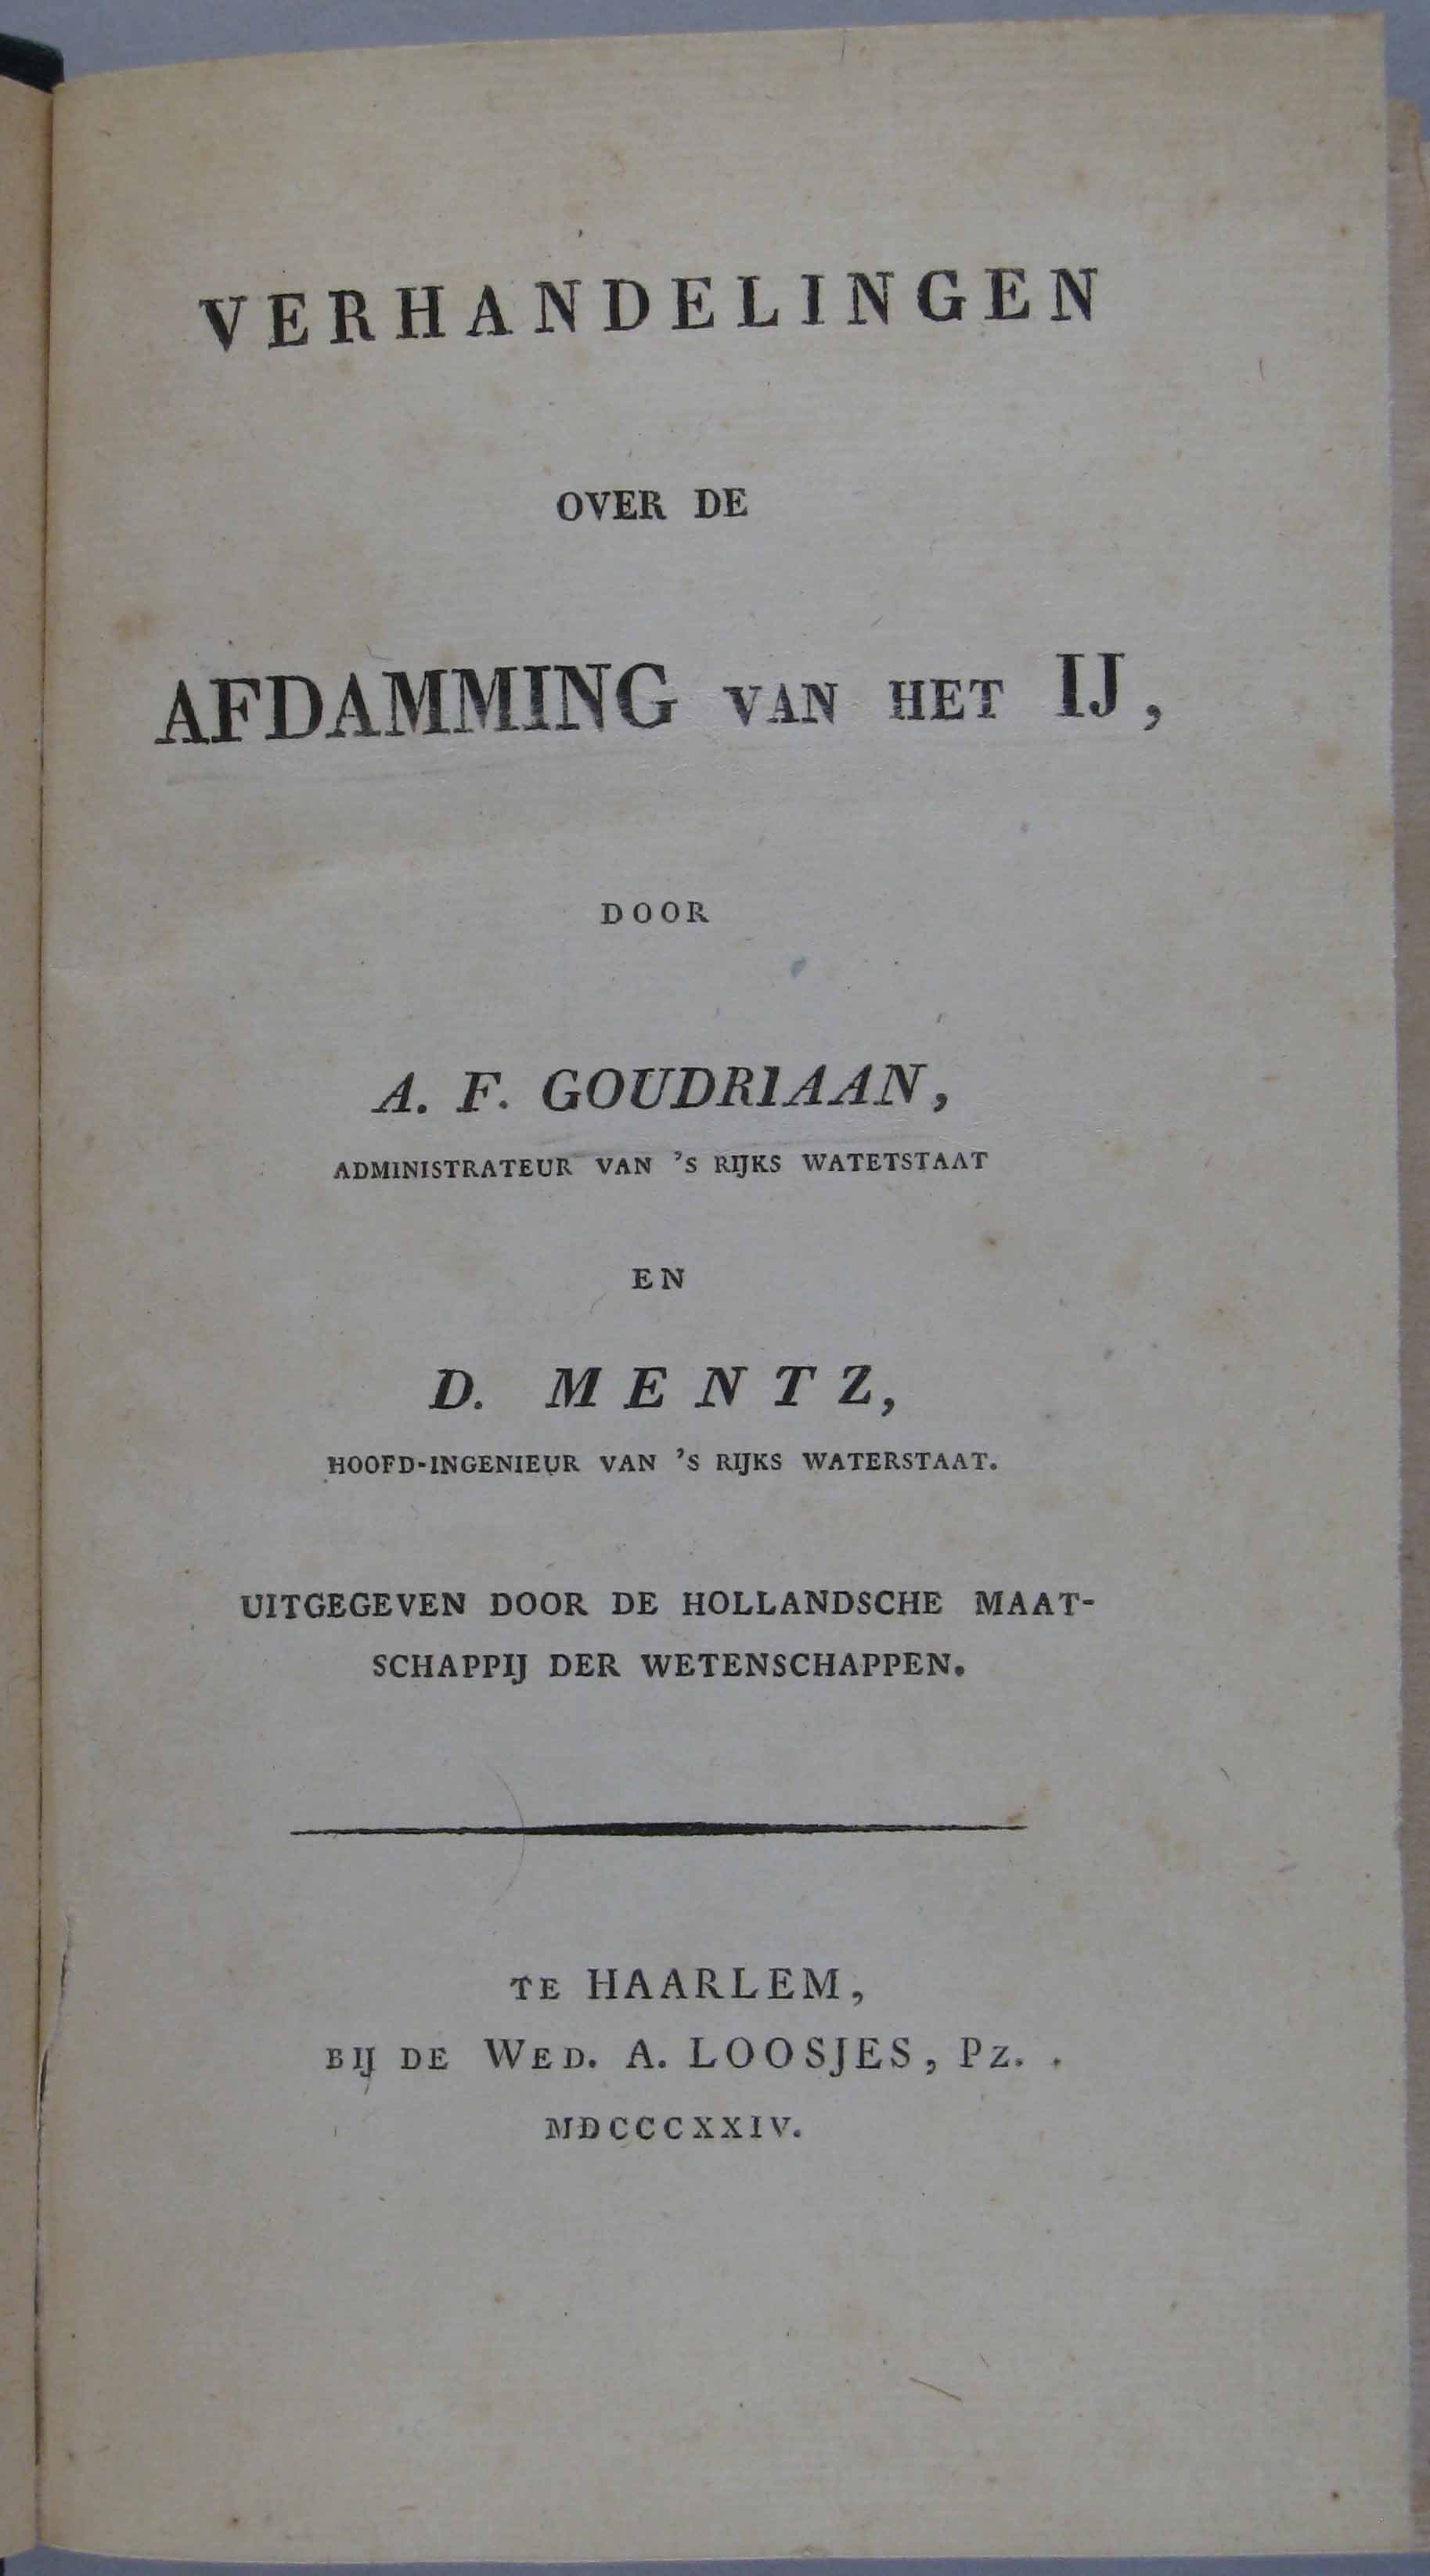 VERHANDELINGEN
OVER DE
AFDAMMING VAN HET IJ,
DOOR
A. F. GOUDRIAAN,
ADMINISTRATEUR VAN 'S RIJKS WATETSTAAT
EN
D. MENTZ,
HOOFD-INGENIEUR VAN 'S RIJKS WATERSTAAT.
UITGEGEVEN DOOR DE HOLLANDSCHE MAAT-
SCHAPPIJ DER WETENSCHAPPEN.
TE HAARLEM,
BIJ DE WED. A. LOOSJES, PZ. .
MDCCCXXIV.